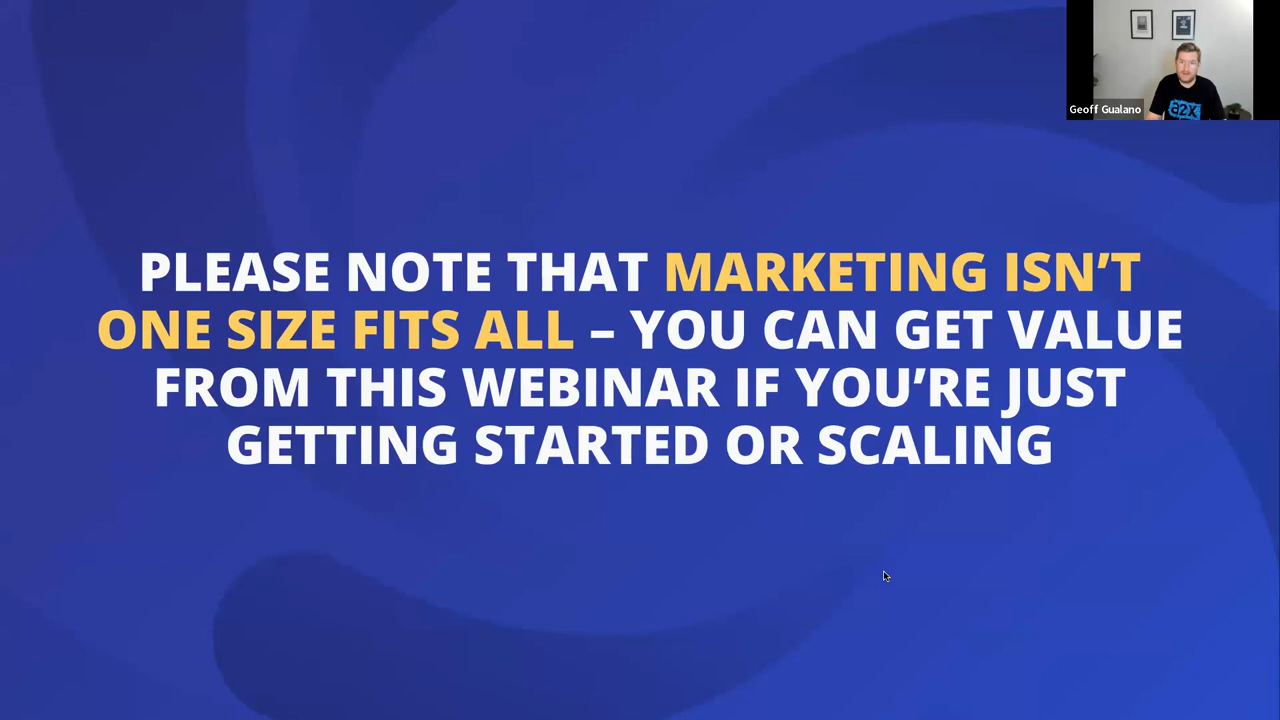 Geoff Gualano
a2x
PLEASE NOTE THAT MARKETING ISN’T
ONE SIZE FITS ALL – YOU CAN GET VALUE
FROM THIS WEBINAR IF YOU’RE JUST
GETTING STARTED OR SCALING